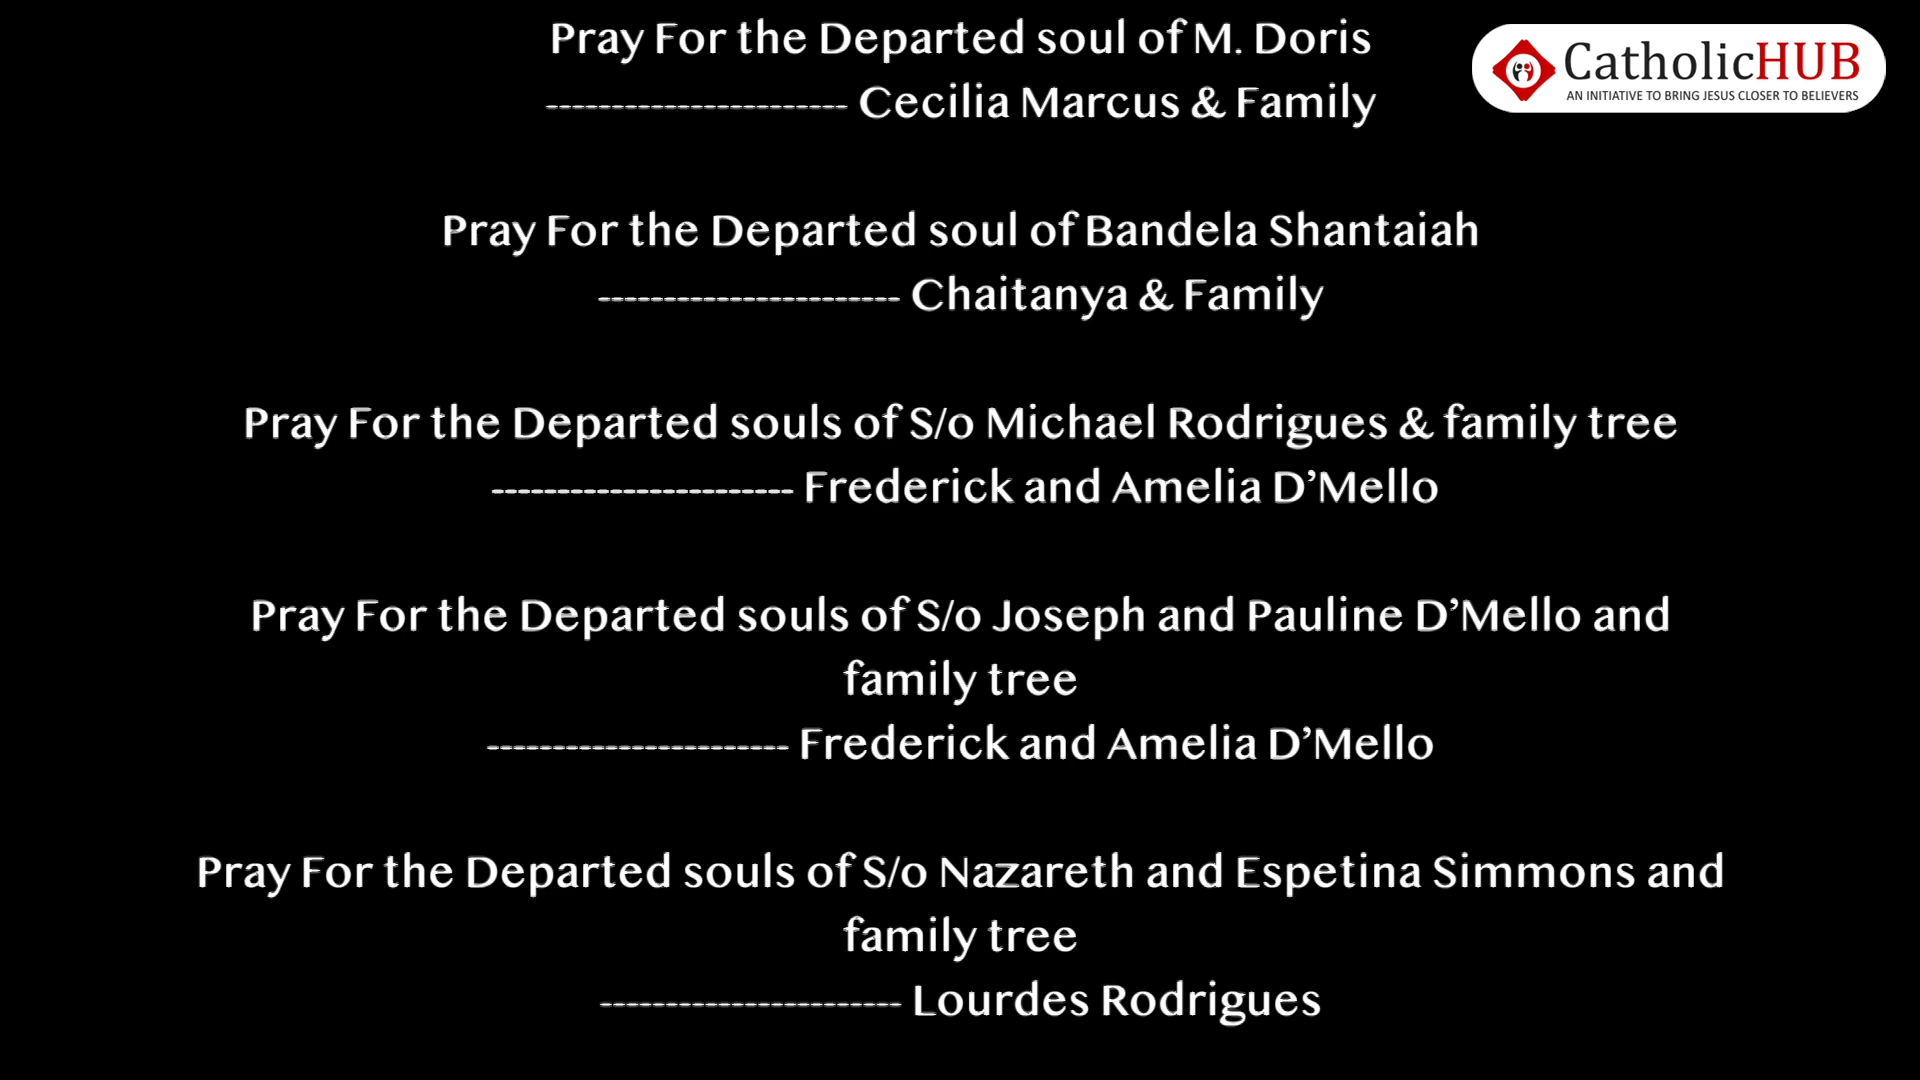 Pray For the Departed soul of M. Doris
----------------------- Cecilia Marcus & Family
CatholicHUB
AN INITIATIVE TO BRING JESUS CLOSER TO BELIEVERS
Pray For the Departed soul of Bandela Shantaiah
----------------------- Chaitanya & Family
Pray For the Departed souls of S/o Michael Rodrigues & family tree
----------------------- Frederick and Amelia D’Mello
Pray For the Departed souls of S/o Joseph and Pauline D’Mello and
family tree
----------------------- Frederick and Amelia D’Mello
Pray For the Departed souls of S/o Nazareth and Espetina Simmons and
family tree
----------------------- Lourdes Rodrigues